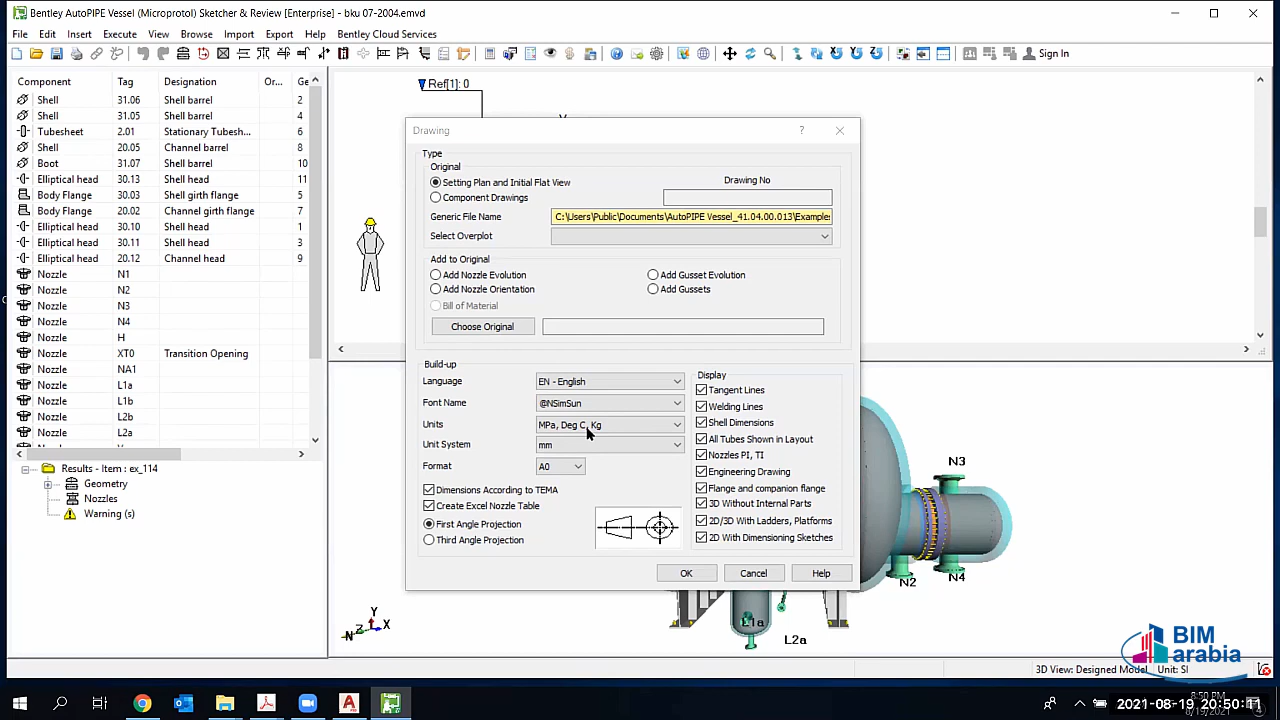 Bentley AutoPIPE Vessel (Microprotol) Sketcher & Review [Enterprise] - bku 07-2004.emvd
File Edit Insert Execute View Browse Import Export Help Bentley Cloud Services
Sign In
Component Tag Designation Or... Ge
Shell 31.06 Shell barrel 2
Shell 31.05 Shell barrel 4
Tubesheet 2.01 Stationary Tubesh... 6
Shell 20.05 Channel barrel 8
Boot 31.07 Shell barrel 10
Elliptical head 31.03 Shell head 11
Body Flange 30.03 Shell girth flange 5
Body Flange 20.02 Channel girth flange 7
Elliptical head 30.10 Shell head 1
Elliptical head 30.11 Shell head 3
Elliptical head 20.12 Channel head 9
Nozzle N1
Nozzle N2
Nozzle N3
Nozzle N4
Nozzle H
Nozzle XT0 Transition Opening
Nozzle NA1
Nozzle L1a
Nozzle L1b
Nozzle L2a
Nozzle L2b
Results - Item : ex_114
Geometry
Nozzles
Warning (s)
Ref[1]: 0
Drawing
Type
Original
Setting Plan and Initial Flat View
Drawing No
Component Drawings
Generic File Name C:\Users\Public\Documents\AutoPIPE Vessel_41.04.00.013\Examples
Select Overplot
Add to Original
Add Nozzle Evolution Add Gusset Evolution
Add Nozzle Orientation Add Gussets
Bill of Material
Choose Original
Build-up
Language EN - English
Font Name @NSimSun
Units MPa, Deg C, Kg
Unit System mm
Format A0
Dimensions According to TEMA
Create Excel Nozzle Table
First Angle Projection
Third Angle Projection
Display
Tangent Lines
Welding Lines
Shell Dimensions
All Tubes Shown in Layout
Nozzles PI, TI
Engineering Drawing
Flange and companion flange
3D Without Internal Parts
2D/3D With Ladders, Platforms
2D With Dimensioning Sketches
OK Cancel Help
N3
N2
N4
L1a
L2a
Y
Z X
N
BIM
arabia
3D View: Designed Model Unit: SI
8:50 PM
8/19/2021
2021-08-19 20:50:11